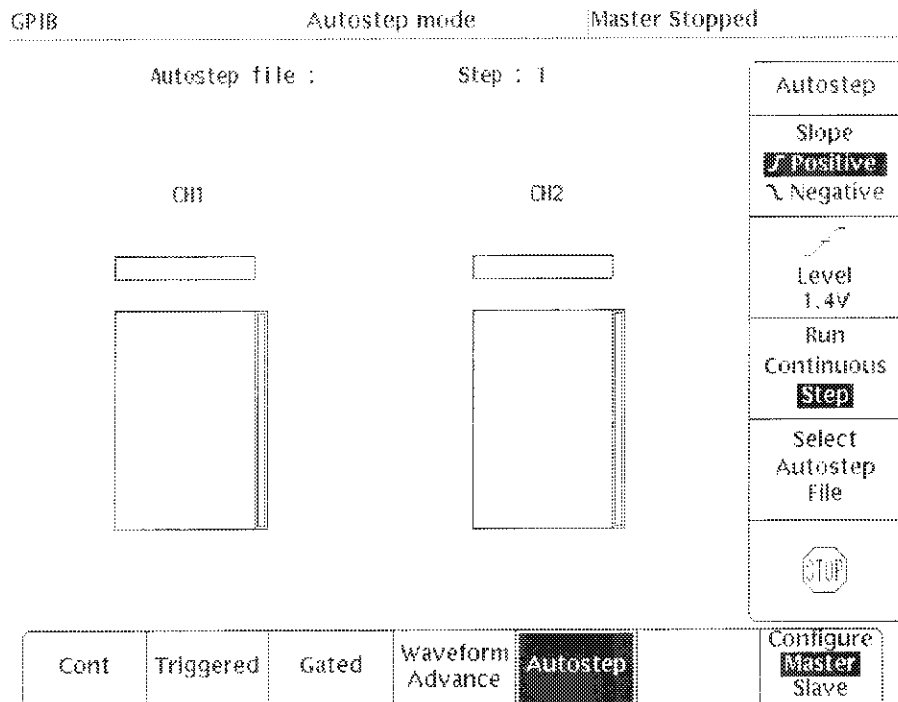 GPIB Autostep mode Master Stopped
Autostep file : Step : 1
CH1 CH2
Autostep
Slope
Positive
Negative
Level
1.4V
Run
Continuous
Step
Select
Autostep
File
STOP
Cont Triggered Gated
Waveform
Advance
Autostep
Configure
Master
Slave